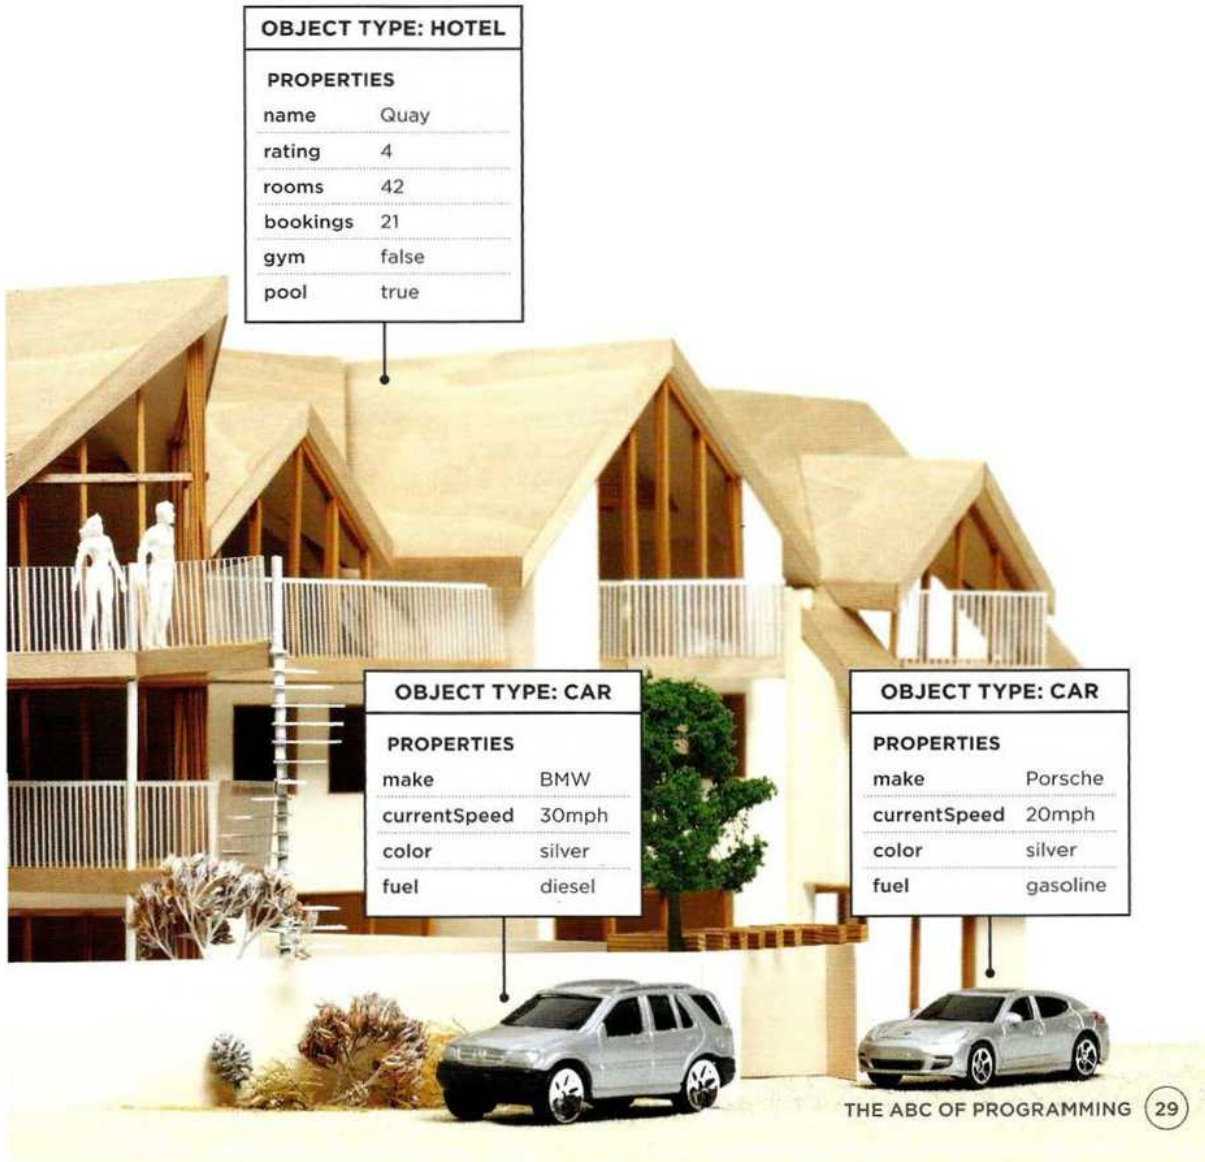 OBJECT TYPE: HOTEL
PROPERTIES
name Quay
rating 4
rooms 42
bookings 21
gym false
pool true
OBJECT TYPE: CAR
PROPERTIES
make BMW
currentSpeed 30mph
color silver
fuel diesel
OBJECT TYPE: CAR
PROPERTIES
make Porsche
currentSpeed 20mph
color silver
fuel gasoline
THE ABC OF PROGRAMMING 29